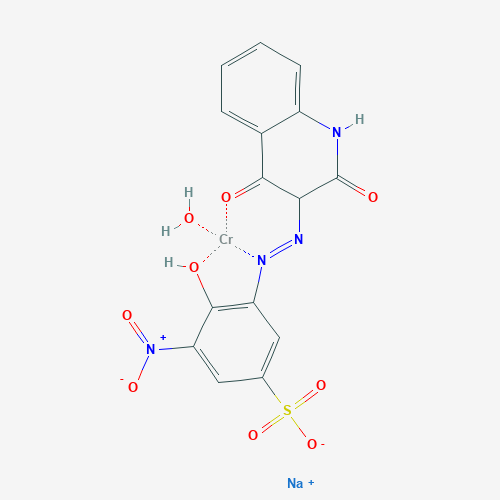 N H
O O
H
O
H Cr N
H O N
O
N +
- O
O
S
O O -
Na +